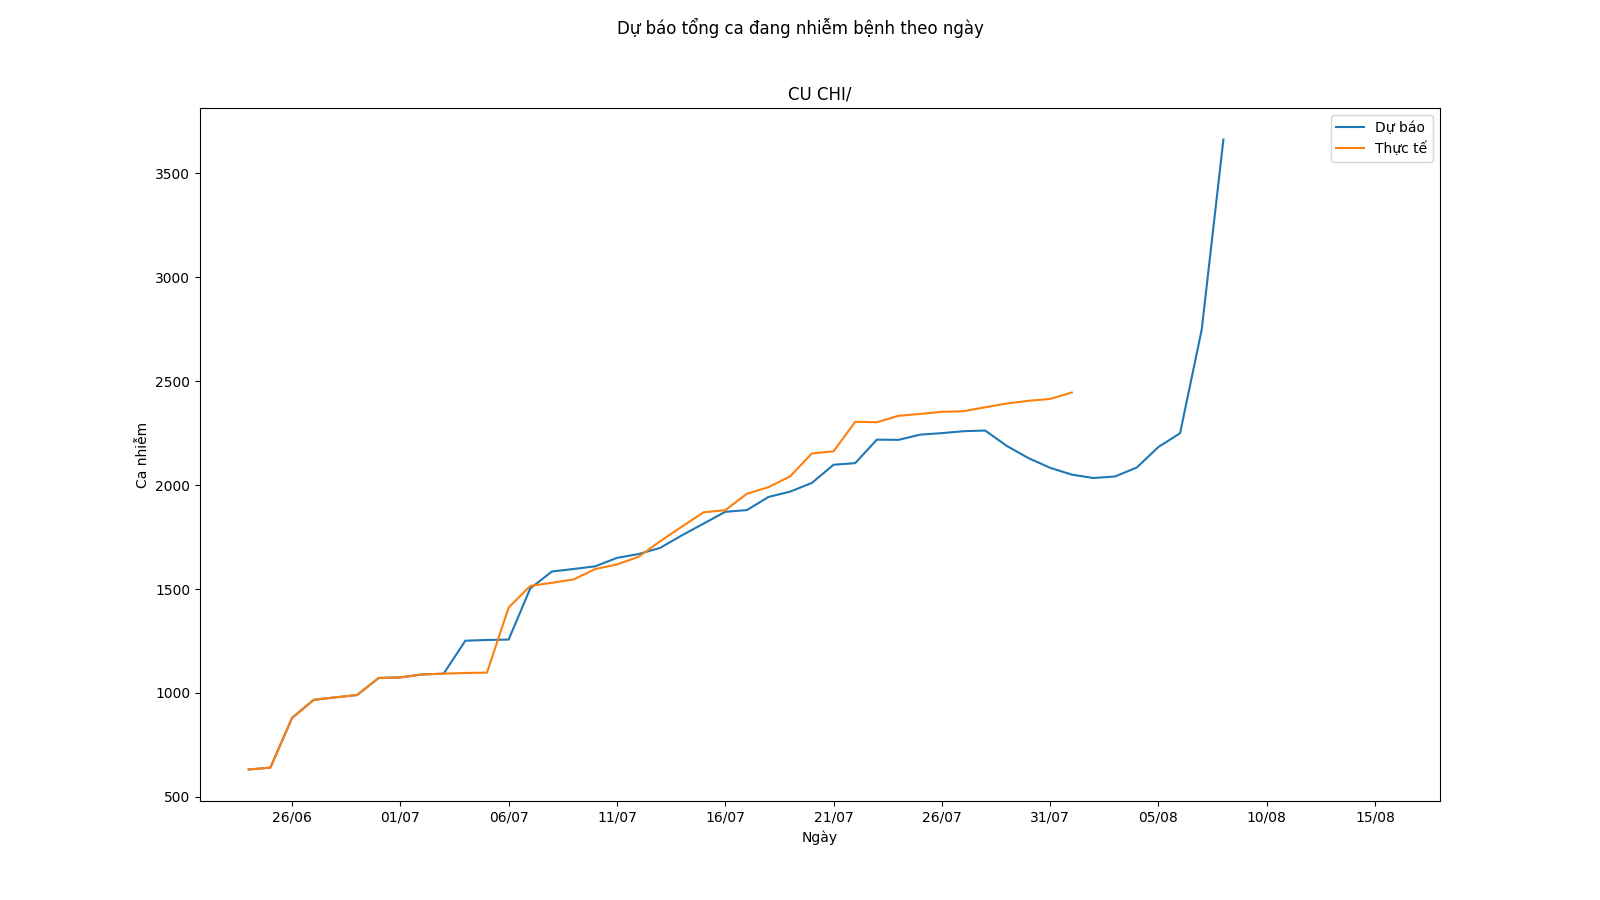 Dự báo tổng ca đang nhiễm bệnh theo ngày
CU CHI/
Dự báo
Thực tế
3500
3000
2500
2000
1500
1000
500
Ca nhiễm
26/06 01/07 06/07 11/07 16/07 21/07 26/07 31/07 05/08 10/08 15/08
Ngày